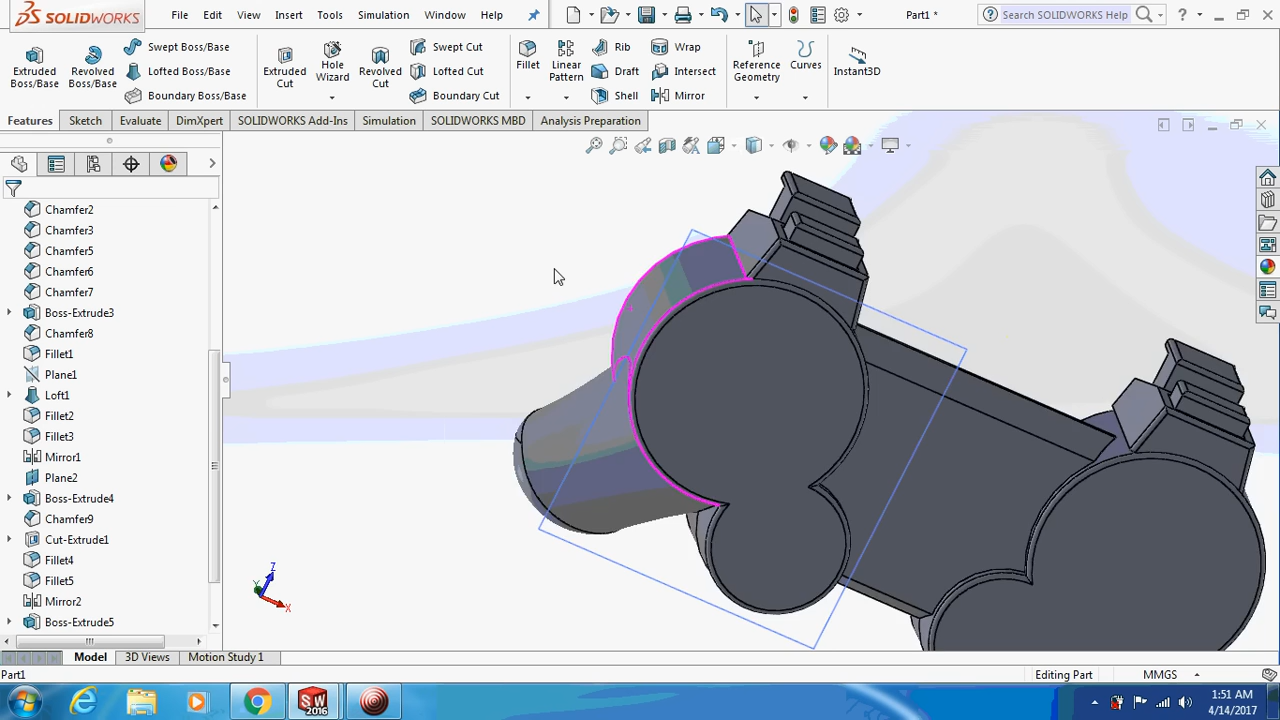 SOLIDWORKS File Edit View Insert Tools Simulation Window Help Part1 * Search SOLIDWORKS Help
Extruded Boss/Base
Revolved Boss/Base
Swept Boss/Base
Lofted Boss/Base
Boundary Boss/Base
Extruded Cut
Hole Wizard
Revolved Cut
Swept Cut
Lofted Cut
Boundary Cut
Fillet
Linear Pattern
Rib
Draft
Shell
Wrap
Intersect
Mirror
Reference Geometry
Curves
Instant3D
Features Sketch Evaluate DimXpert SOLIDWORKS Add-Ins Simulation SOLIDWORKS MBD Analysis Preparation
Chamfer2
Chamfer3
Chamfer5
Chamfer6
Chamfer7
Boss-Extrude3
Chamfer8
Fillet1
Plane1
Loft1
Fillet2
Fillet3
Mirror1
Plane2
Boss-Extrude4
Chamfer9
Cut-Extrude1
Fillet4
Fillet5
Mirror2
Boss-Extrude5
Z
Y
X
Model 3D Views Motion Study 1
Part1 Editing Part MMGS
SW 2016
1:51 AM
4/14/2017